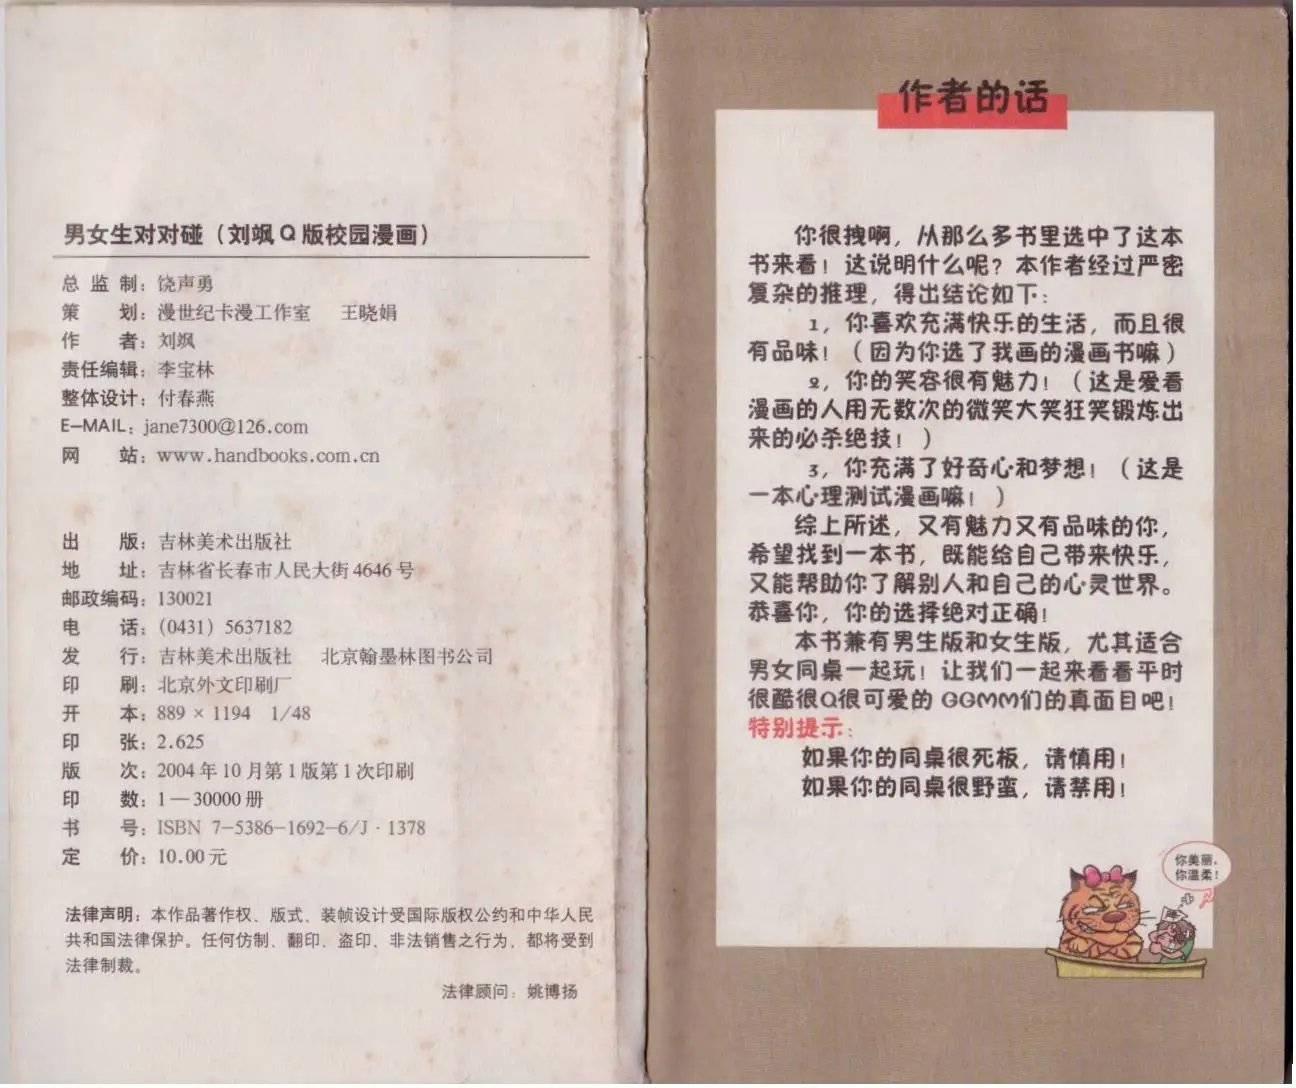 男女生对对碰（刘飒Q版校园漫画）
总 监 制：饶声勇
策　　划：漫世纪卡漫工作室　王晓娟
作　　者：刘飒
责任编辑：李宝林
整体设计：付春燕
E-MAIL：jane7300@126.com
网　　站：www.handbooks.com.cn
出　　版：吉林美术出版社
地　　址：吉林省长春市人民大街4646号
邮政编码：130021
电　　话：(0431) 5637182
发　　行：吉林美术出版社　北京翰墨林图书公司
印　　刷：北京外文印刷厂
开　　本：889×1194　1/48
印　　张：2.625
版　　次：2004年10月第1版第1次印刷
印　　数：1—30000册
书　　号：ISBN 7-5386-1692-6/J·1378
定　　价：10.00元
法律声明：本作品著作权、版式、装帧设计受国际版权公约和中华人民
共和国法律保护。任何仿制、翻印、盗印、非法销售之行为，都将受到
法律制裁。
法律顾问：姚博扬
作者的话
你很拽啊，从那么多书里选中了这本
书来看！这说明什么呢？本作者经过严密
复杂的推理，得出结论如下：
1，你喜欢充满快乐的生活，而且很
有品味！（因为你选了我画的漫画书嘛）
2，你的笑容很有魅力！（这是爱看
漫画的人用无数次的微笑大笑狂笑锻炼出
来的必杀绝技！）
3，你充满了好奇心和梦想！（这是
一本心理测试漫画嘛！）
综上所述，又有魅力又有品味的你，
希望找到一本书，既能给自己带来快乐，
又能帮助你了解别人和自己的心灵世界。
恭喜你，你的选择绝对正确！
本书兼有男生版和女生版，尤其适合
男女同桌一起玩！让我们一起来看看平时
很酷很Q很可爱的GGMM们的真面目吧！
特别提示：
如果你的同桌很死板，请慎用！
如果你的同桌很野蛮，请禁用！
你美丽，
你温柔！